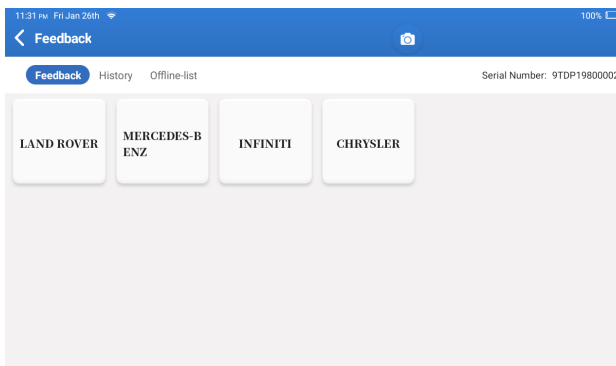 11:31 PM Fri Jan 26th 100%
Feedback
Feedback History Offline-list Serial Number: 9TDP19800002
LAND ROVER
MERCEDES-B
ENZ
INFINITI
CHRYSLER